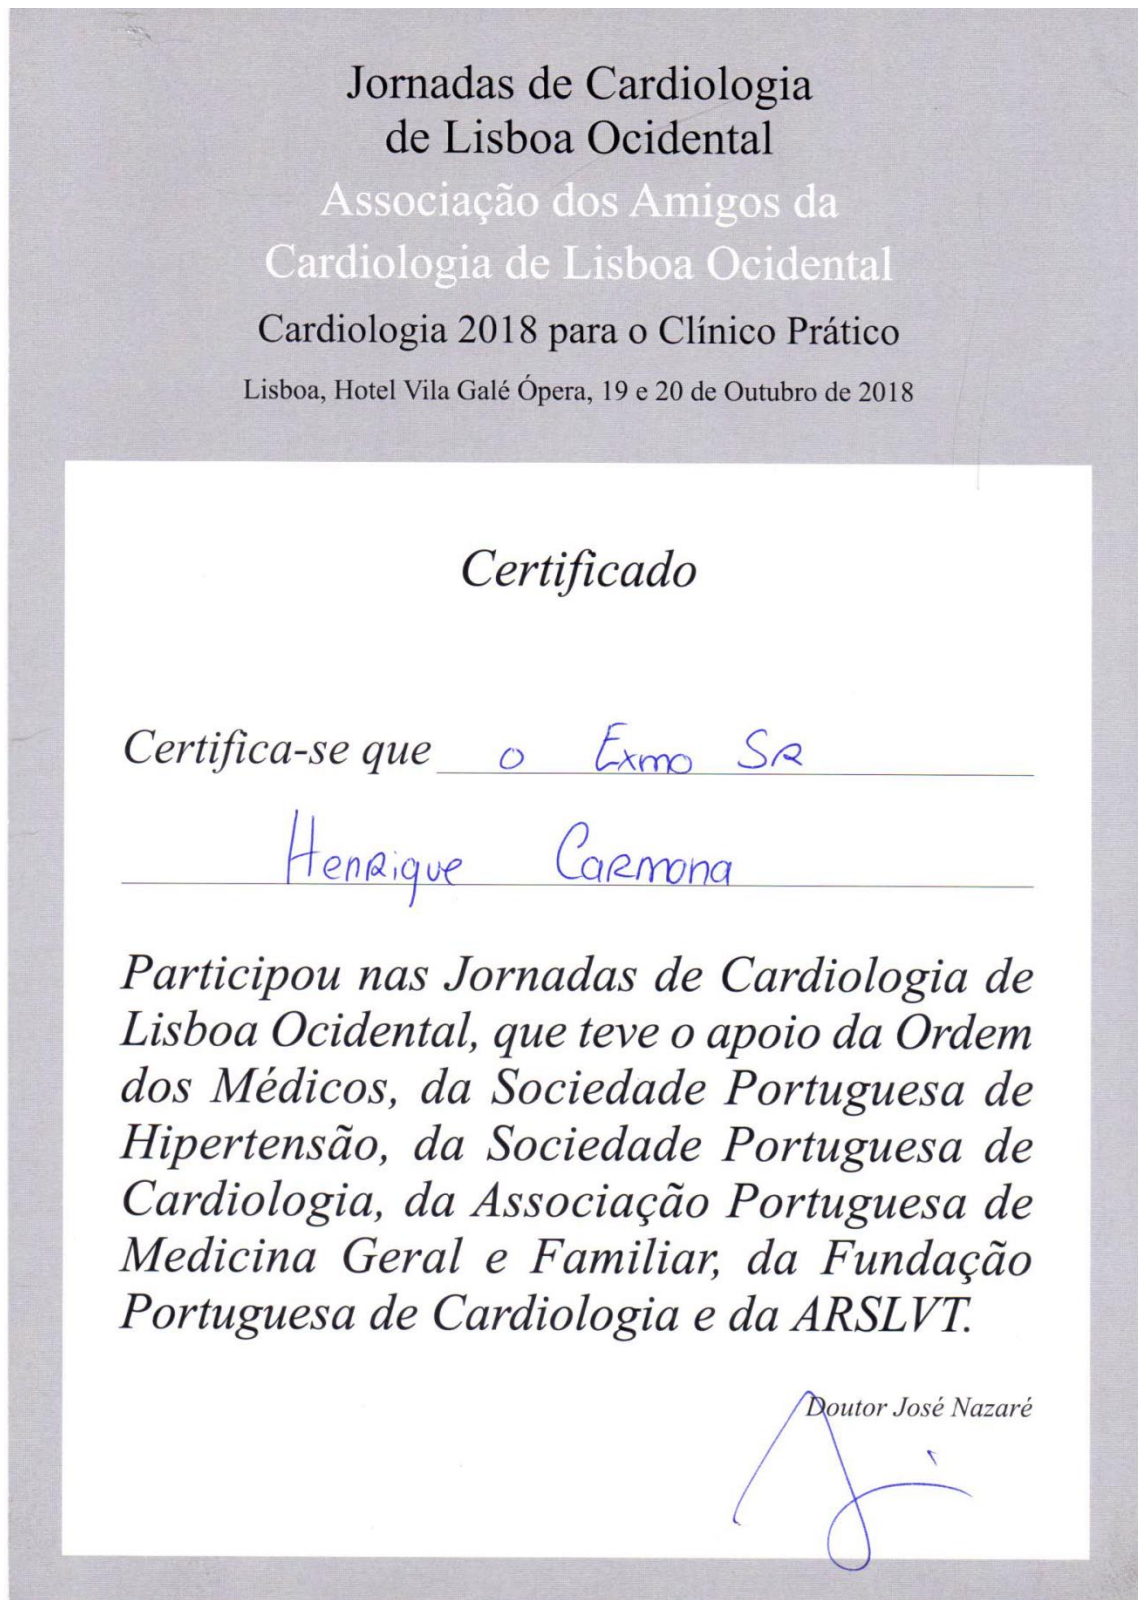 Jornadas de Cardiologia
de Lisboa Ocidental
Associação dos Amigos da
Cardiologia de Lisboa Ocidental
Cardiologia 2018 para o Clínico Prático
Lisboa, Hotel Vila Galé Ópera, 19 e 20 de Outubro de 2018
Certificado
Certifica-se que o Exmo Sr
Henrique Carmona
Participou nas Jornadas de Cardiologia de
Lisboa Ocidental, que teve o apoio da Ordem
dos Médicos, da Sociedade Portuguesa de
Hipertensão, da Sociedade Portuguesa de
Cardiologia, da Associação Portuguesa de
Medicina Geral e Familiar, da Fundação
Portuguesa de Cardiologia e da ARSLVT.
Doutor José Nazaré